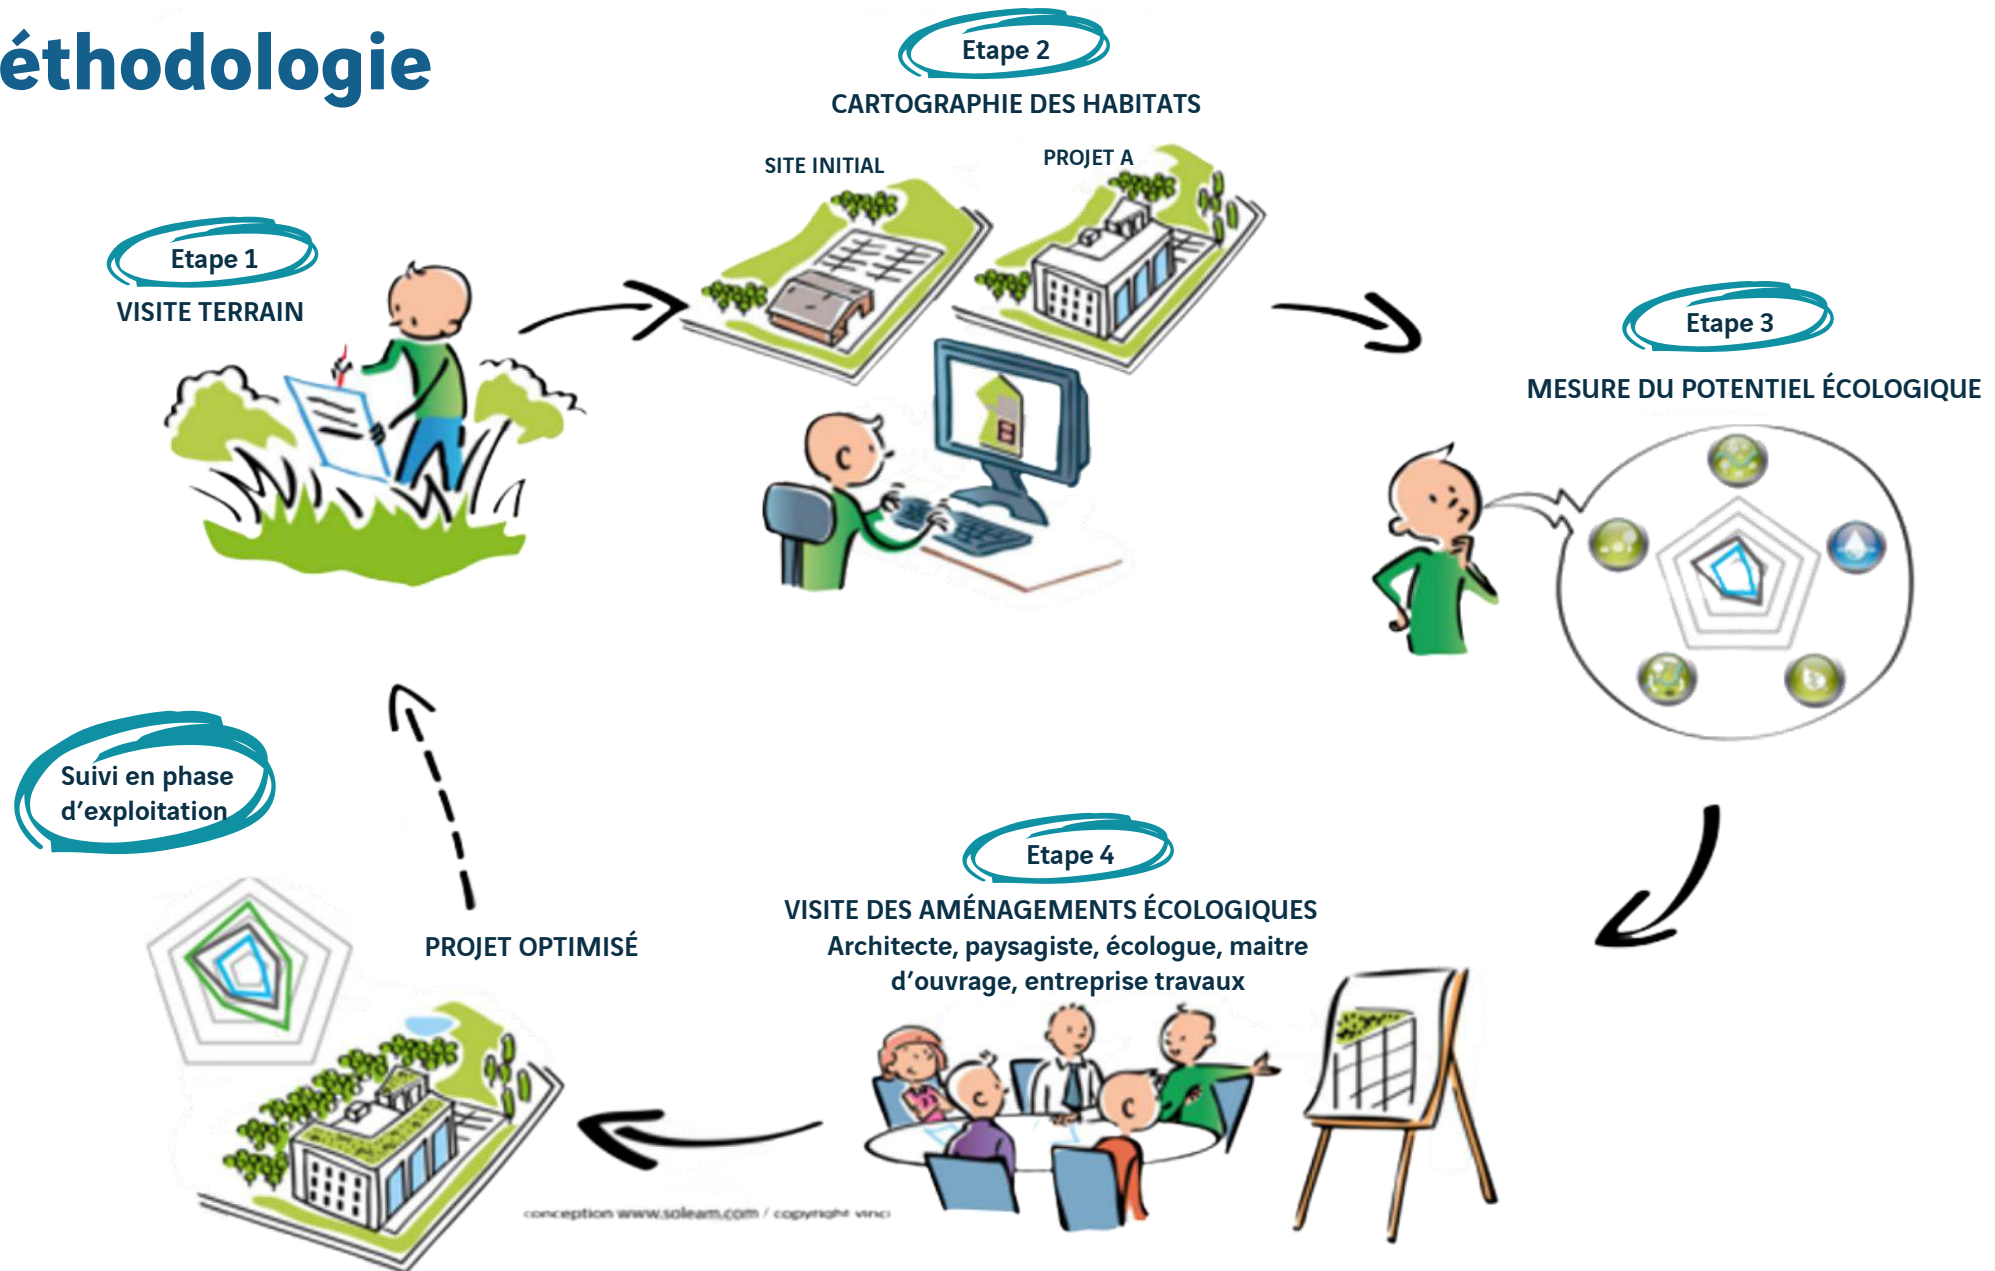 éthodologie
Etape 2
CARTOGRAPHIE DES HABITATS
SITE INITIAL
PROJET A
Etape 1
VISITE TERRAIN
Etape 3
MESURE DU POTENTIEL ÉCOLOGIQUE
Etape 4
VISITE DES AMÉNAGEMENTS ÉCOLOGIQUES
Architecte, paysagiste, écologue, maitre
d'ouvrage, entreprise travaux
Suivi en phase
d'exploitation
PROJET OPTIMISÉ
conception www.soleam.com / copyright vinci